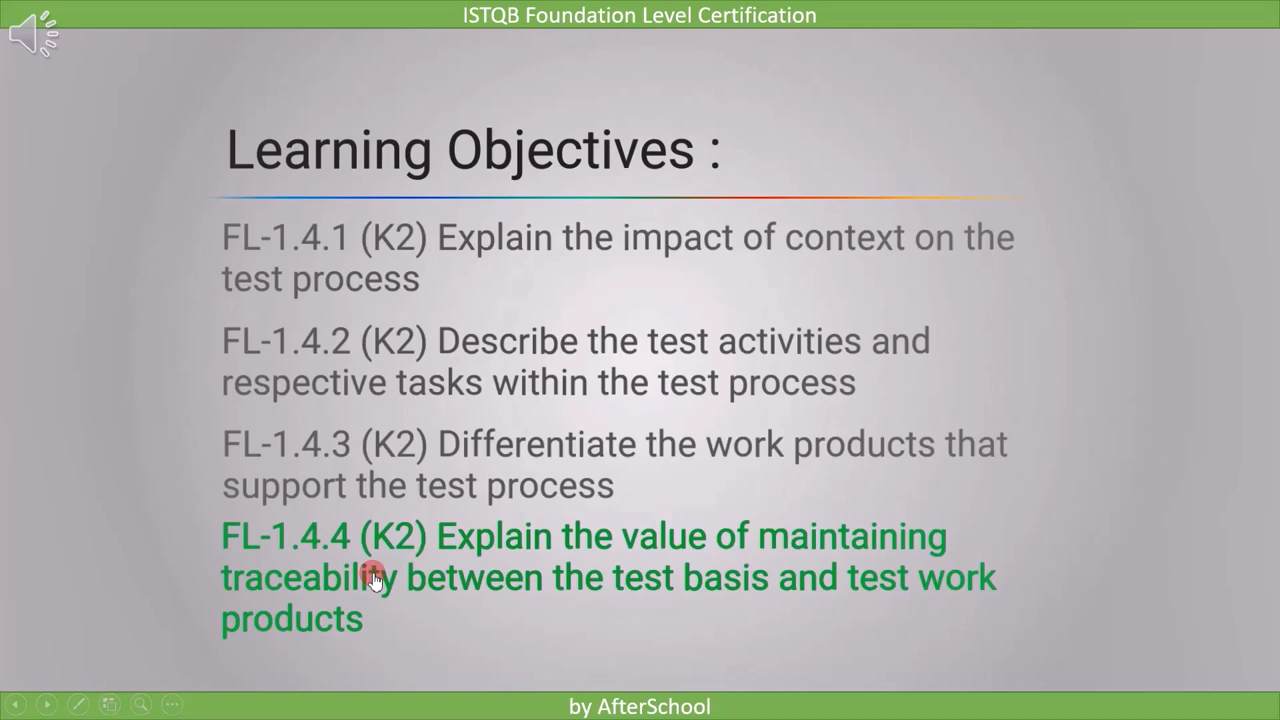 ISTQB Foundation Level Certification
Learning Objectives :
FL-1.4.1 (K2) Explain the impact of context on the
test process
FL-1.4.2 (K2) Describe the test activities and
respective tasks within the test process
FL-1.4.3 (K2) Differentiate the work products that
support the test process
FL-1.4.4 (K2) Explain the value of maintaining
traceability between the test basis and test work
products
by AfterSchool